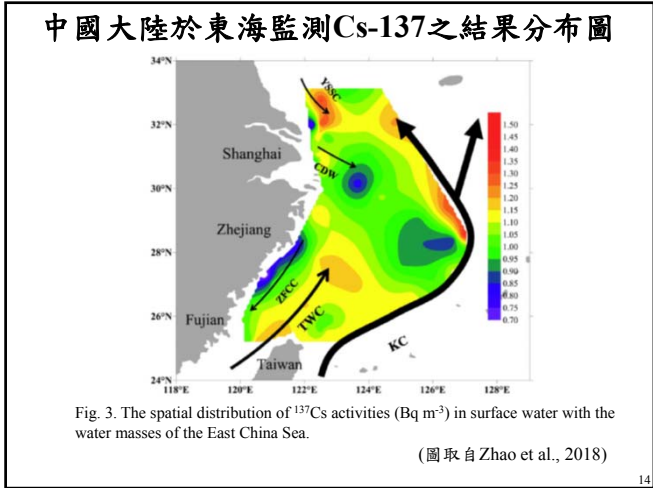 中國大陸於東海監測Cs-137之結果分布圖
34°N
32°N
30°N
28°N
26°N
24°N
118°E
120°E
122°E
124°E
126°E
128°E
YSSC
Shanghai
CDW
Zhejiang
ZFCC
Fujian
TWC
KC
Taiwan
1.50
1.45
1.40
1.35
1.30
1.25
1.20
1.15
1.10
1.05
1.00
0.95
0.90
0.85
0.80
0.75
0.70
Fig. 3. The spatial distribution of ¹³⁷Cs activities (Bq m⁻³) in surface water with the
water masses of the East China Sea.
(圖取自Zhao et al., 2018)
14